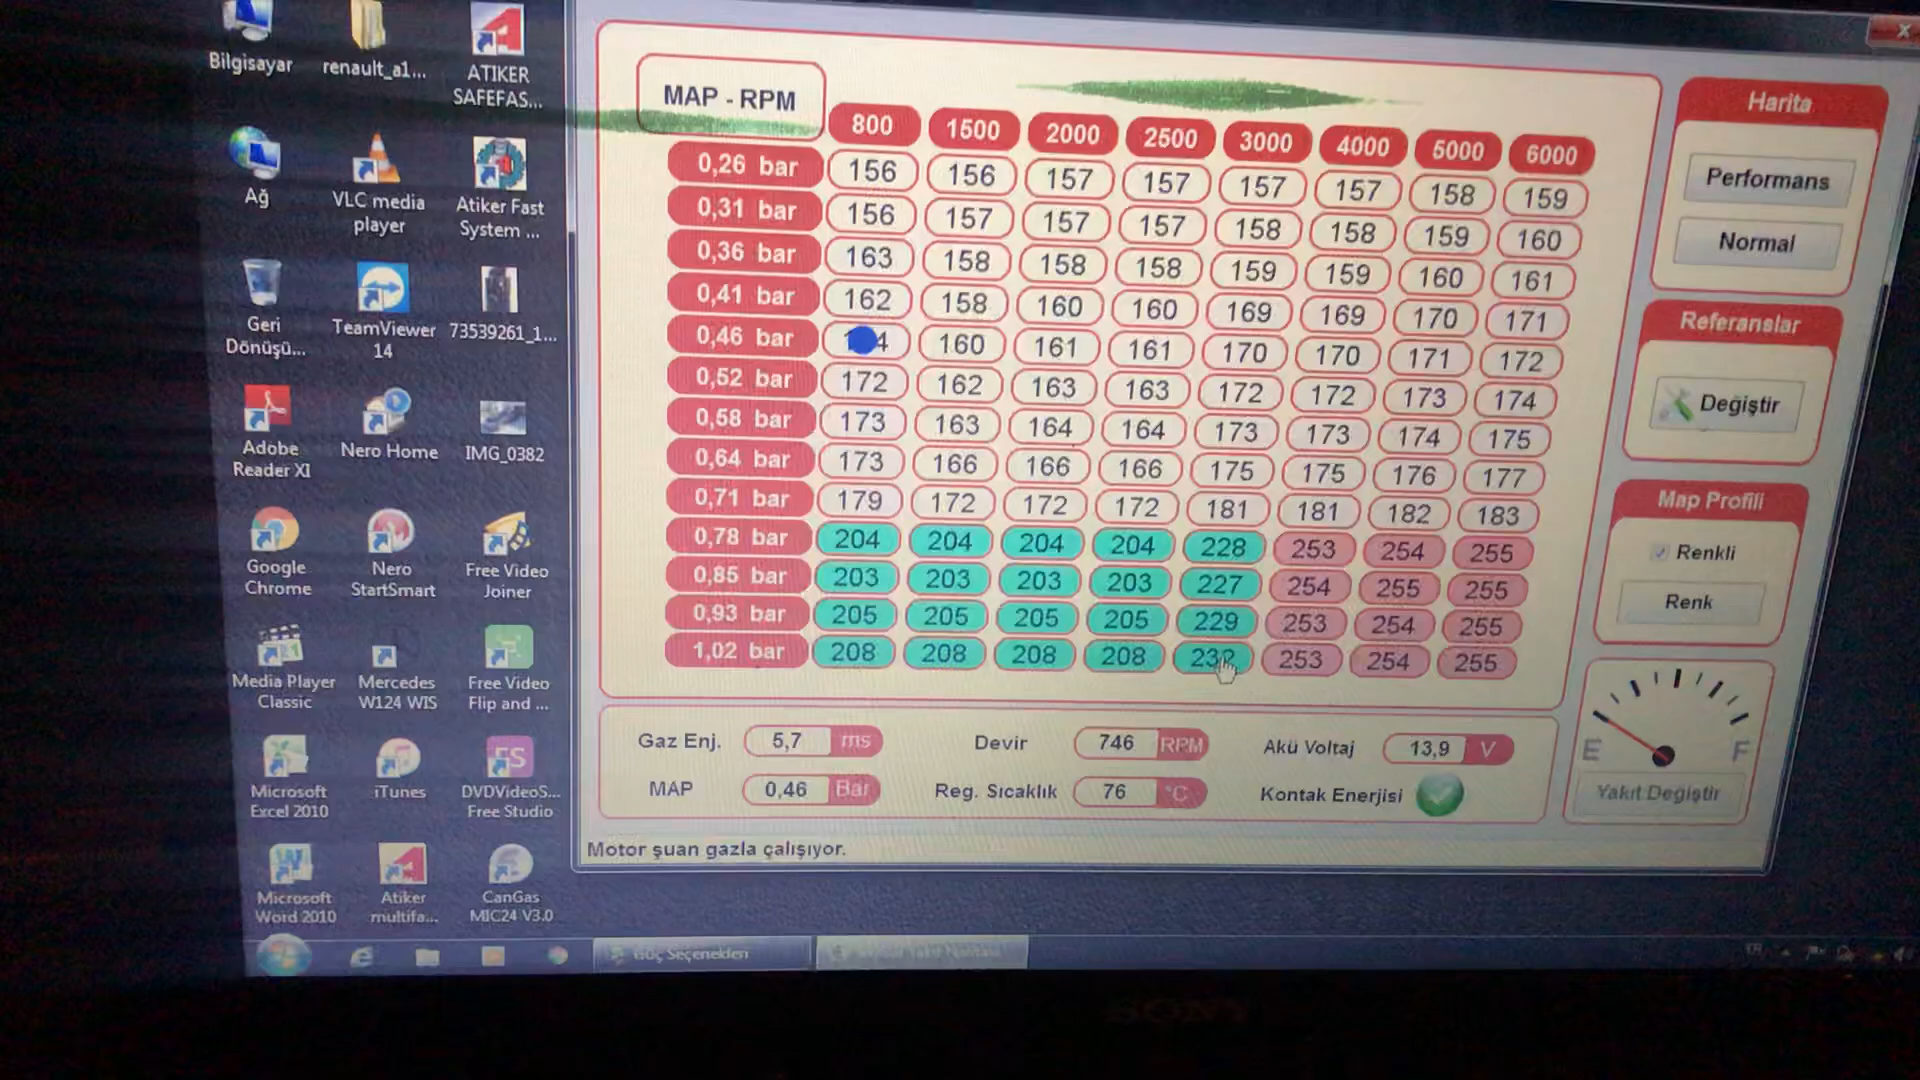 Bilgisayar
renault_a1...
ATIKER
SAFEFAS...
Ağ
VLC media
player
Atiker Fast
System ...
Geri
Dönüşü...
TeamViewer
14
73539261_1...
Adobe
Reader XI
Nero Home
IMG_0382
Google
Chrome
Nero
StartSmart
Free Video
Joiner
Media Player
Classic
Mercedes
W124 WIS
Free Video
Flip and ...
Microsoft
Excel 2010
iTunes
DVDVideoS...
Free Studio
Microsoft
Word 2010
Atiker
multifa...
CanGas
MIC24 V3.0
MAP - RPM
800 1500 2000 2500 3000 4000 5000 6000
0,26 bar 156 156 157 157 157 157 158 159
0,31 bar 156 157 157 157 158 158 159 160
0,36 bar 163 158 158 158 159 159 160 161
0,41 bar 162 158 160 160 169 169 170 171
0,46 bar 160 161 161 170 170 171 172
0,52 bar 172 162 163 163 172 172 173 174
0,58 bar 173 163 164 164 173 173 174 175
0,64 bar 173 166 166 166 175 175 176 177
0,71 bar 179 172 172 172 181 181 182 183
0,78 bar 204 204 204 204 228 253 254 255
0,85 bar 203 203 203 203 227 254 255 255
0,93 bar 205 205 205 205 229 253 254 255
1,02 bar 208 208 208 208 253 254 255
Harita
Performans
Normal
Referanslar
Değiştir
Map Profili
Renkli
Renk
E F
Yakıt Değiştir
Gaz Enj. 5,7 ms Devir 746 RPM Akü Voltaj 13,9 V
MAP 0,46 Bar Reg. Sıcaklık 76 °C Kontak Enerjisi
Motor şuan gazla çalışıyor.
Güç Seçenekleri
SONY